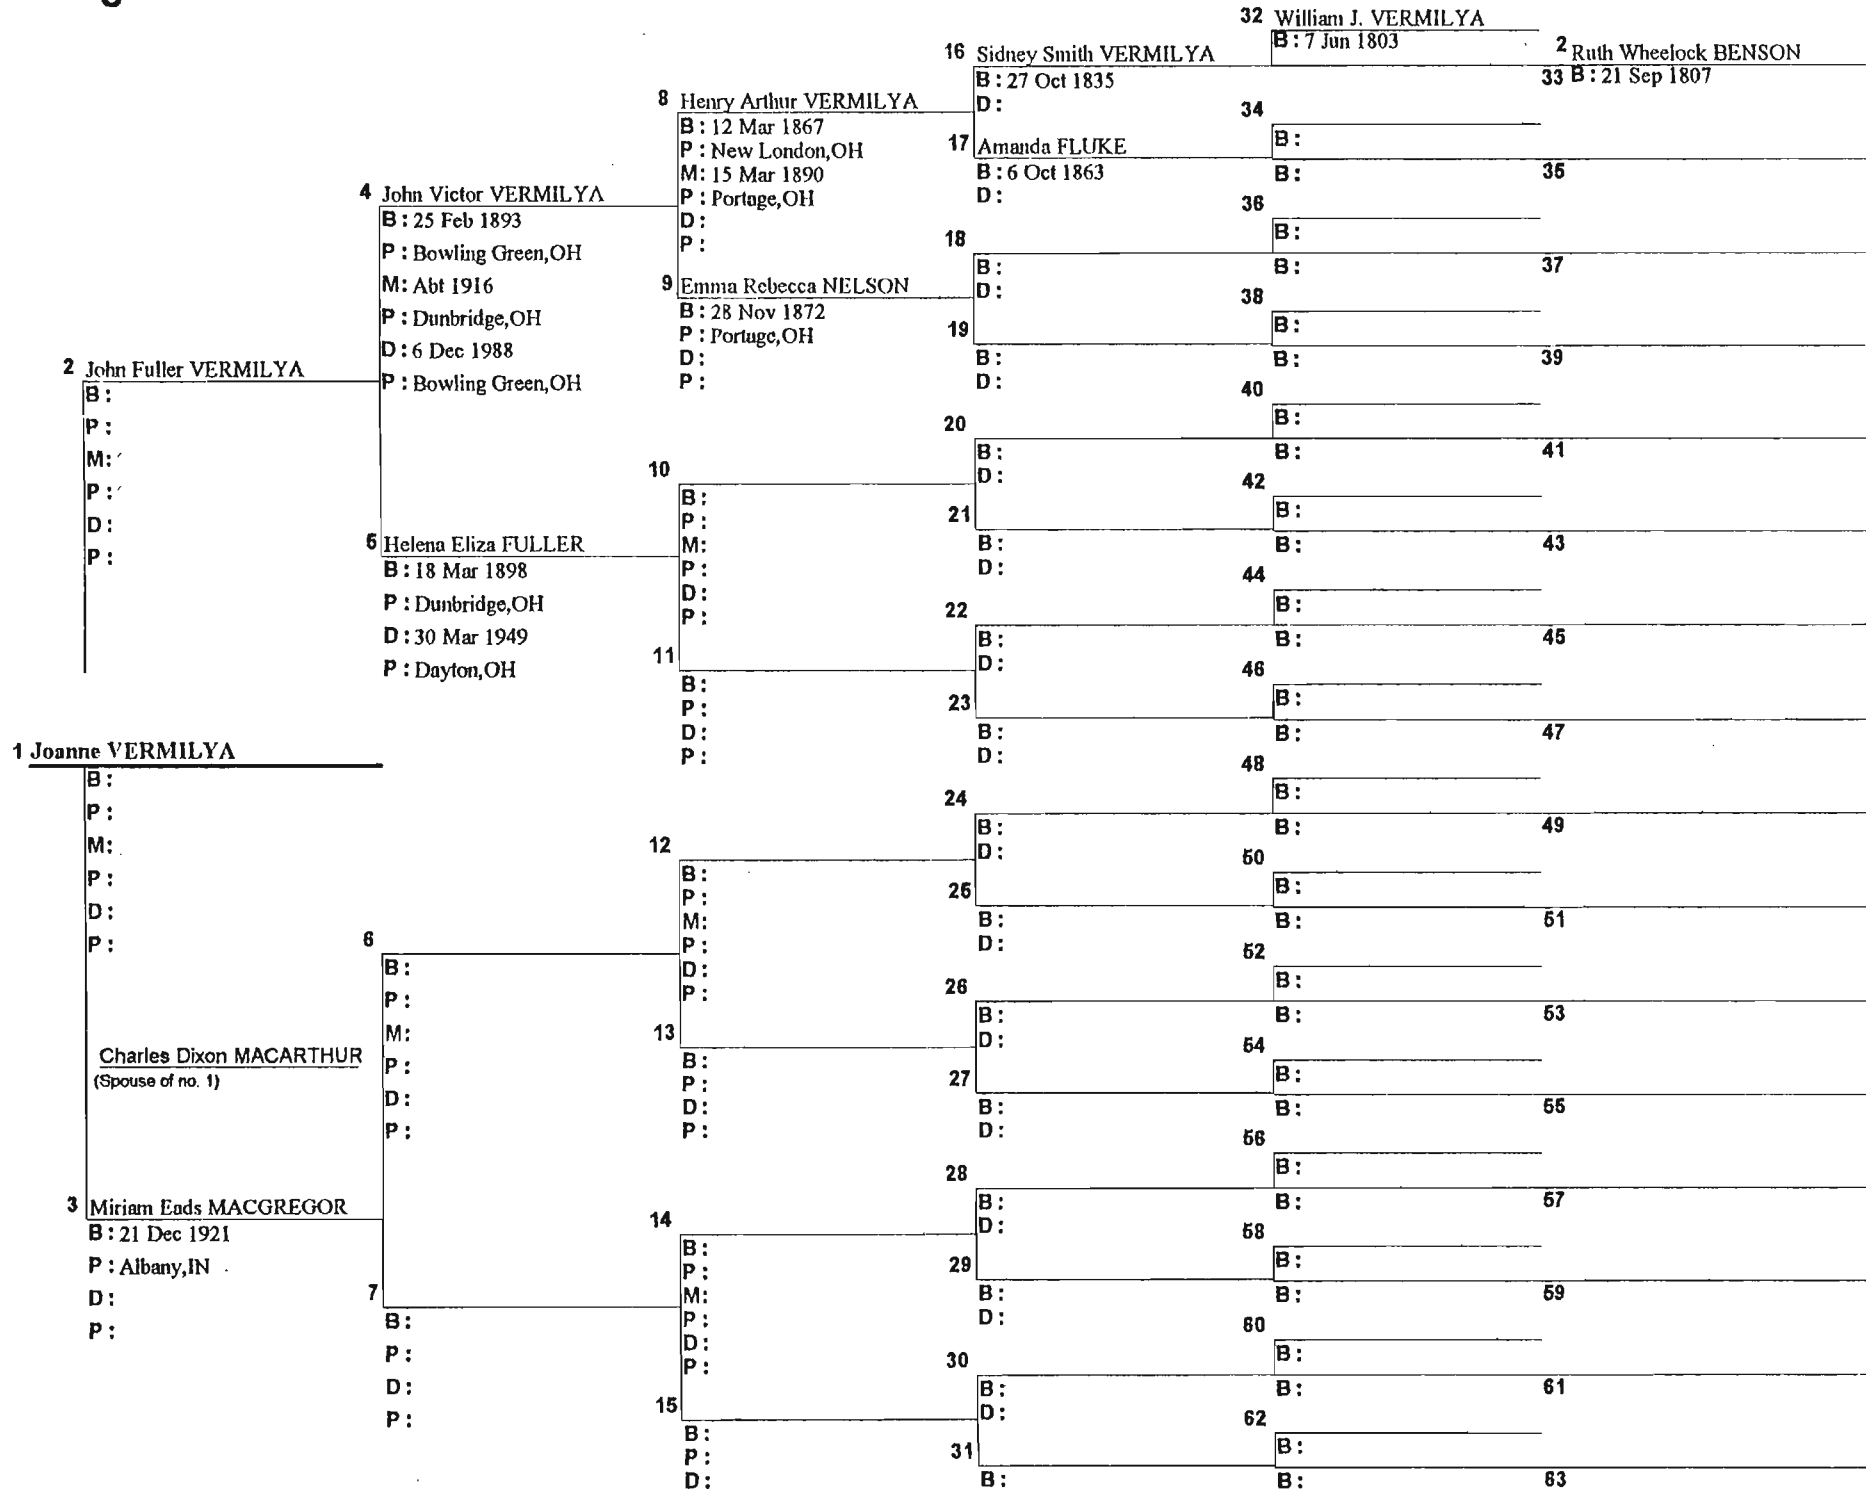 32 William J. VERMILYA
B: 7 Jun 1803
2 Ruth Wheelock BENSON
33 B: 21 Sep 1807
16 Sidney Smith VERMILYA
B: 27 Oct 1835
D:
34
B:
8 Henry Arthur VERMILYA
B: 12 Mar 1867
P: New London,OH
M: 15 Mar 1890
P: Portage,OH
D:
P:
17 Amanda FLUKE
B: 6 Oct 1863
D:
B: 35
36
B:
4 John Victor VERMILYA
B: 25 Feb 1893
P: Bowling Green,OH
M: Abt 1916
P: Dunbridge,OH
D: 6 Dec 1988
P: Bowling Green,OH
18
B:
D:
B: 37
38
B:
9 Emma Rebecca NELSON
B: 28 Nov 1872
P: Portage,OH
D:
P:
19
B:
D:
B: 39
40
B:
2 John Fuller VERMILYA
B:
P:
M:
P:
D:
P:
20
B:
D:
B: 41
42
B:
10
B:
P:
M:
P:
D:
P:
21
B:
D:
B: 43
44
B:
5 Helena Eliza FULLER
B: 18 Mar 1898
P: Dunbridge,OH
D: 30 Mar 1949
P: Dayton,OH
22
B:
D:
B: 45
46
B:
11
B:
P:
D:
P:
23
B:
D:
B: 47
48
B:
1 Joanne VERMILYA
B:
P:
M:
P:
D:
P:
24
B:
D:
B: 49
50
B:
12
B:
P:
M:
P:
D:
P:
25
B:
D:
B: 51
52
B:
6
B:
P:
M:
P:
D:
P:
26
B:
D:
B: 53
54
B:
13
B:
P:
D:
P:
27
B:
D:
B: 55
56
B:
Charles Dixon MACARTHUR
(Spouse of no. 1)
28
B:
D:
B: 57
58
B:
3 Miriam Eads MACGREGOR
B: 21 Dec 1921
P: Albany,IN
D:
P:
14
B:
P:
M:
P:
D:
P:
29
B:
D:
B: 59
60
B:
7
B:
P:
D:
P:
30
B:
D:
B: 61
62
B:
15
B:
P:
D:
31
B:
B: 63